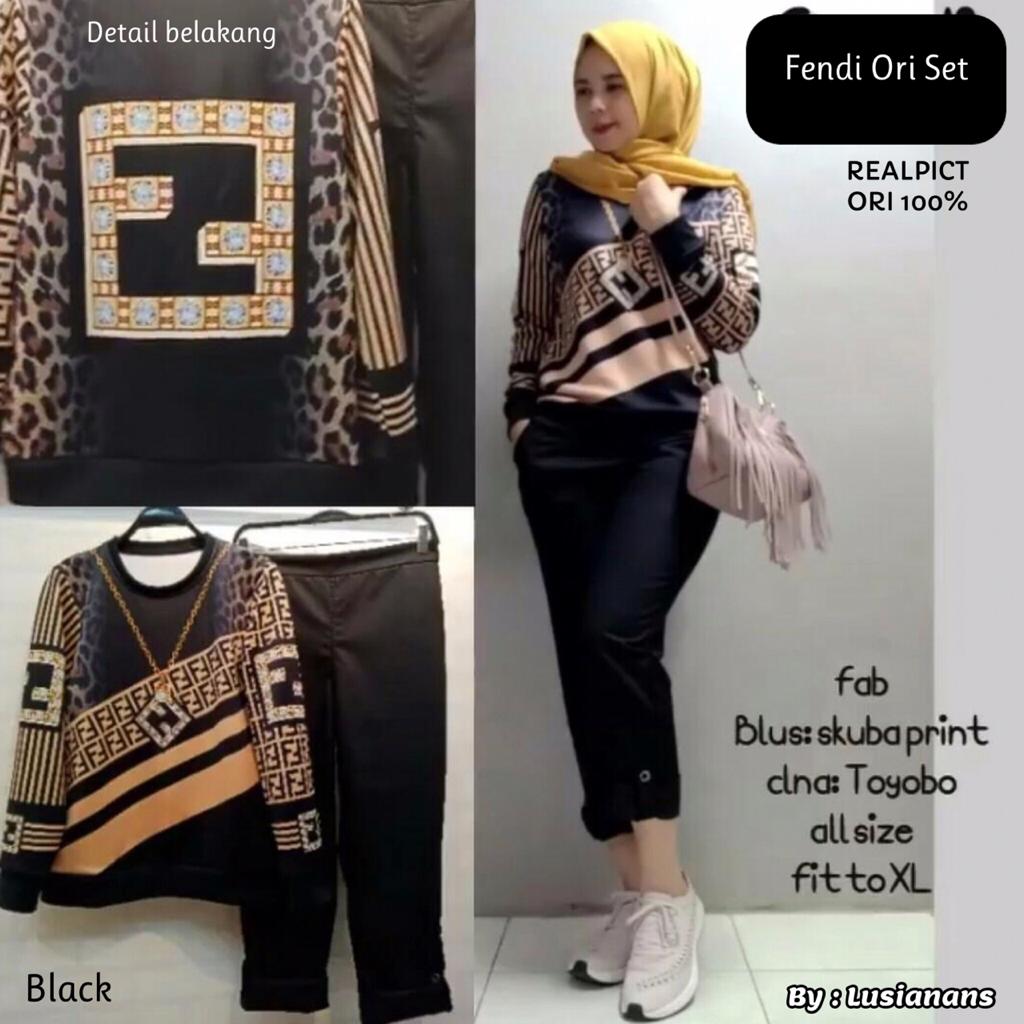 Detail belakang
Fendi Ori Set
REALPICT
ORI 100%
fab
Blus: skuba print
clna: Toyobo
all size
fit to XL
Black
By : Lusianans